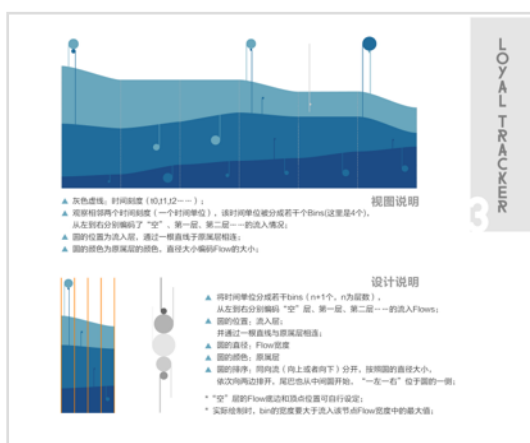 LOYAL TRACKER
3
视图说明
▲ 灰色虚线：时间刻度（t0,t1,t2——）；
▲ 观察相邻两个时间刻度（一个时间单位），该时间单位被分成若干个Bins(这里是4个)，
从左到右分别编码了“空”、第一层、第二层——的流入情况；
▲ 圆的位置为流入层，通过一根直线于原属层相连；
▲ 圆的颜色为原属层的颜色，直径大小编码Flow的大小；
设计说明
▲ 将时间单位分成若干bins（n+1个，n为层数），
从左到右分别编码“空”层、第一层、第二层——的流入Flows；
▲ 圆的位置：流入层；
并通过一根直线与原属层相连；
▲ 圆的直径：Flow宽度
▲ 圆的颜色：原属层
▲ 圆的排序：同向流（向上或者向下）分开，按照圆的直径大小，
依次向两边排开，尾巴也从中间圆开始，“一左一右”位于圆的一侧；
* “空”层的Flow底边和顶点位置可自行设定；
* 实际绘制时，bin的宽度要大于流入该节点Flow宽度中的最大值；